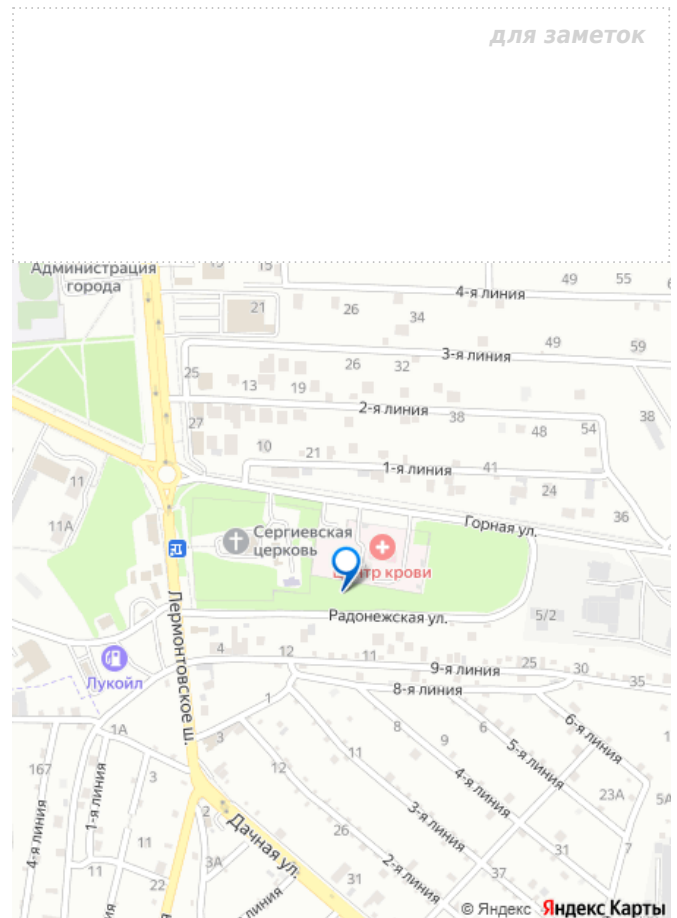 для заметок
Администрация
города
15
21
26
34
4-я линия
49
55
49
59
3-я линия
26
32
25
13
19
2-я линия
38
48
54
38
27
10
21
1-я линия
41
24
36
11
11А
Сергиевская
церковь
Горная ул.
Центр крови
Радонежская ул.
5/2
Лермонтовское ш.
Лукойл
4
12
11
9-я линия
25
30
35
8-я линия
1
1А
3
8
9
6
6-я линия
5-я линия
167
3
12
11
4-я линия
23А
5А
1-я линия
4-я линия
3-я линия
2
Дачная ул.
26
31
7
11
11
22
3А
31
2-я линия
37
линия
© Яндекс Яндекс Карты